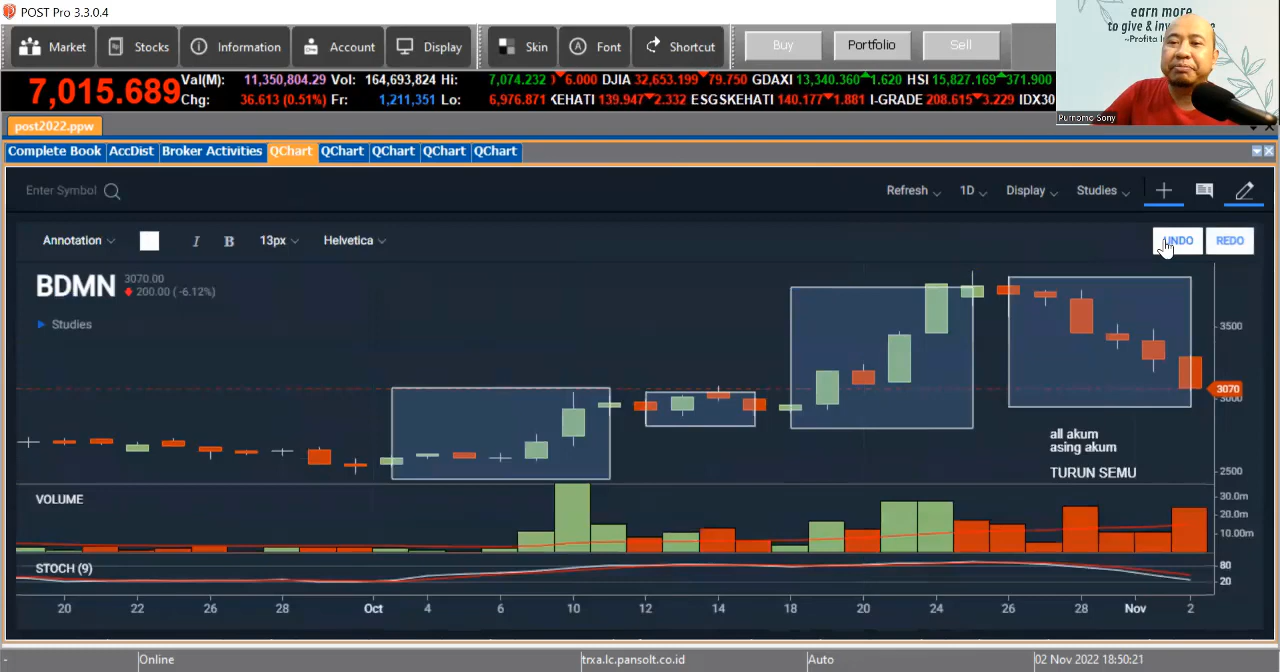 POST Pro 3.3.0.4
earn more
to give &
~Profita
Purnomo Sony
Market Stocks Information Account Display Skin Font Shortcut Buy Portfolio Sell
7,015.689
Val(M): 11,350,804.29 Vol: 164,693,824 Hi: 7,074.232 6.000 DJIA 32,653.199 79.750 GDAXI 13,340.360 1.620 HSI 15,827.169 371.900
Chg: 36.613 (0.51%) Fr: 1,211,351 Lo: 6,976.871 KEHATI 139.947 2.332 ESGSKEHATI 140.177 1.881 I-GRADE 208.615 3.229 IDX30
post2022.ppw
Complete Book AccDist Broker Activities QChart QChart QChart QChart QChart
Enter Symbol Refresh 1D Display Studies
Annotation I B 13px Helvetica UNDO REDO
BDMN 3070.00
200.00 ( -6.12%)
Studies
3500
3070
3000
all akum
asing akum
TURUN SEMU
2500
VOLUME
30.0m
20.0m
10.00m
STOCH (9)
80
20
20 22 26 28 Oct 4 6 10 12 14 18 20 24 26 28 Nov 2
- Online trxa.lc.pansolt.co.id Auto 02 Nov 2022 18:50:21